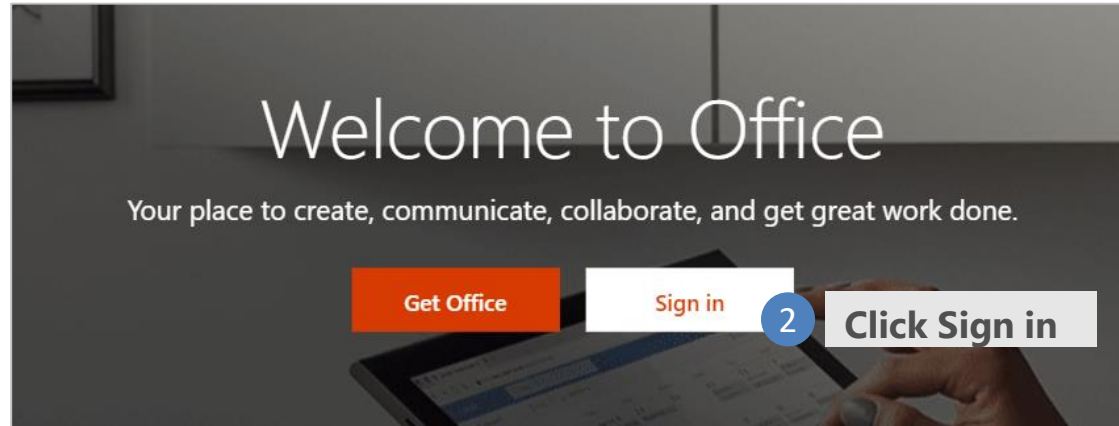 Welcome to Office
Your place to create, communicate, collaborate, and get great work done.
Get Office
Sign in
2
Click Sign in